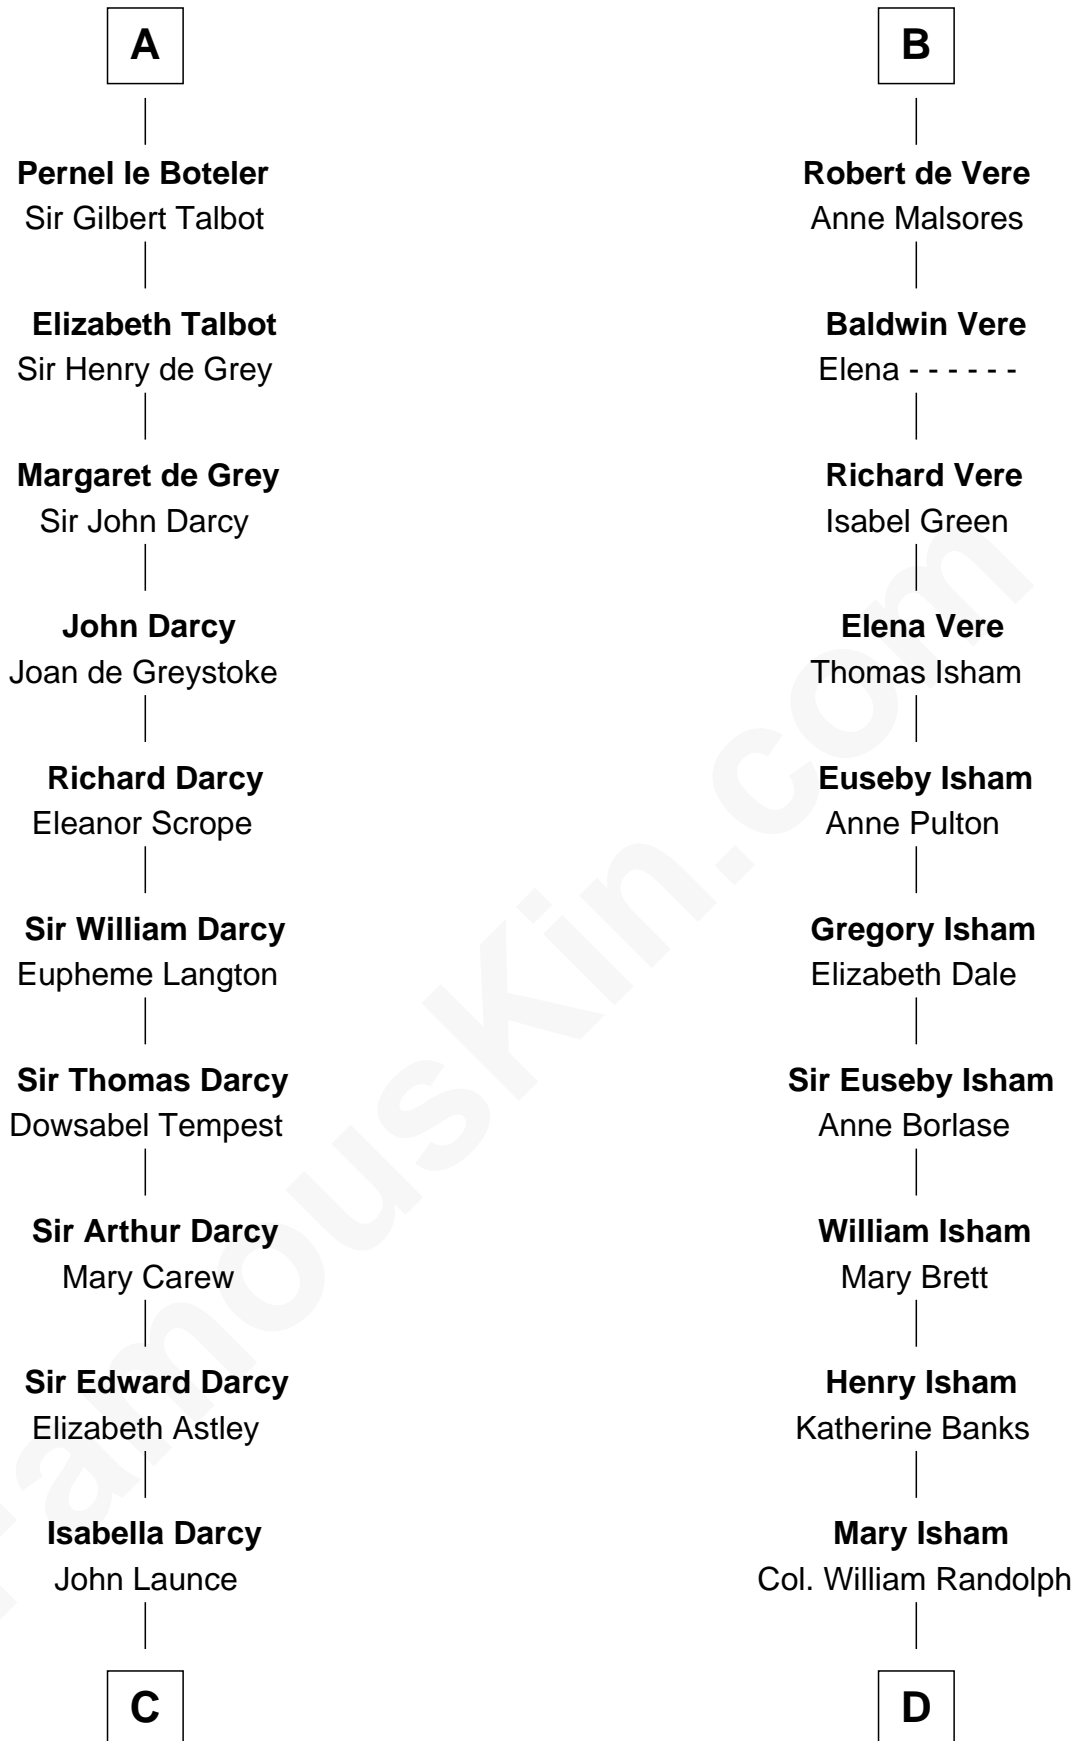 A
Pernel le Boteler
Sir Gilbert Talbot
Elizabeth Talbot
Sir Henry de Grey
Margaret de Grey
Sir John Darcy
John Darcy
Joan de Greystoke
Richard Darcy
Eleanor Scrope
Sir William Darcy
Eupheme Langton
Sir Thomas Darcy
Dowsabel Tempest
Sir Arthur Darcy
Mary Carew
Sir Edward Darcy
Elizabeth Astley
Isabella Darcy
John Launce
C
B
Robert de Vere
Anne Malsores
Baldwin Vere
Elena - - - - - -
Richard Vere
Isabel Green
Elena Vere
Thomas Isham
Euseby Isham
Anne Pulton
Gregory Isham
Elizabeth Dale
Sir Euseby Isham
Anne Borlase
William Isham
Mary Brett
Henry Isham
Katherine Banks
Mary Isham
Col. William Randolph
D
FamousKin.com